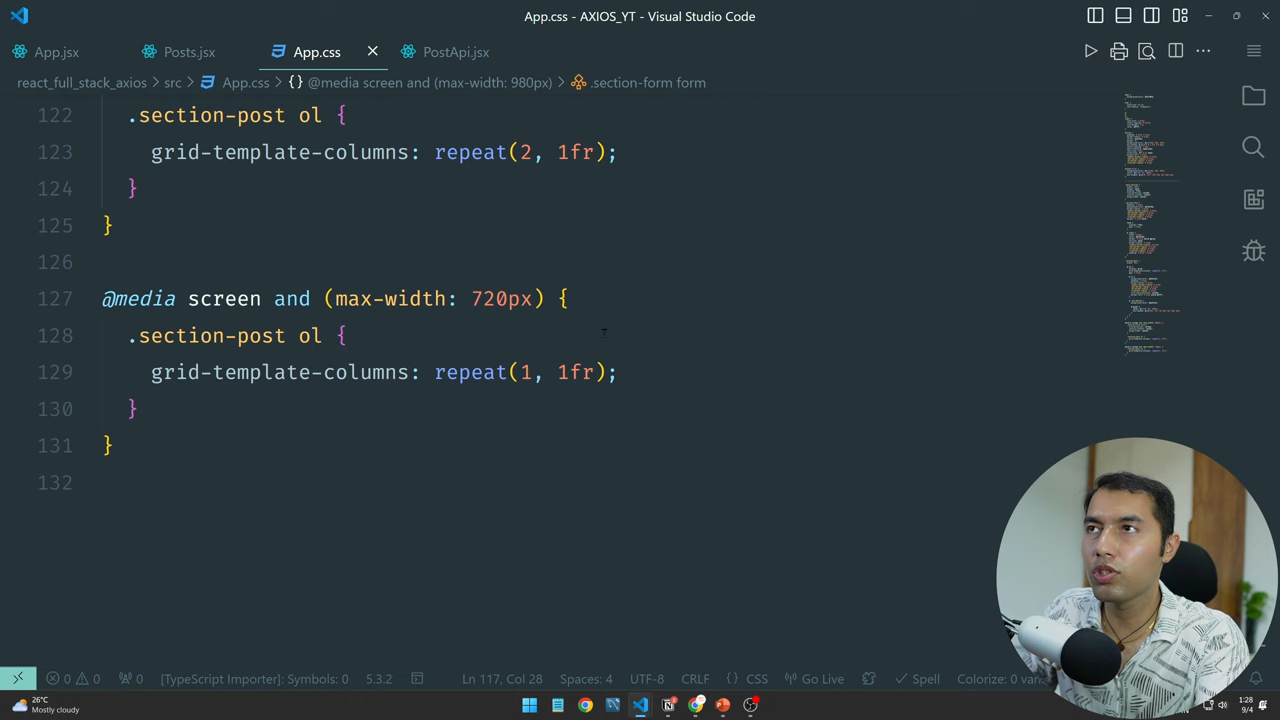 App.css - AXIOS_YT - Visual Studio Code
App.jsx
Posts.jsx
App.css
PostApi.jsx
react_full_stack_axios > src > App.css > {} @media screen and (max-width: 980px) > .section-form form
122 .section-post ol {
123 grid-template-columns: repeat(2, 1fr);
124 }
125 }
126
127 @media screen and (max-width: 720px) {
128 .section-post ol {
129 grid-template-columns: repeat(1, 1fr);
130 }
131 }
132
0 0 0 [TypeScript Importer]: Symbols: 0 5.3.2 Ln 117, Col 28 Spaces: 4 UTF-8 CRLF {} CSS Go Live Spell Colorize: 0
26°C
Mostly cloudy
1:28
9/4